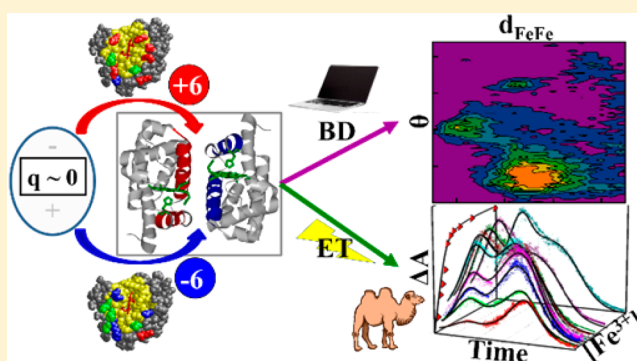 d_FeFe
+6
BD
Θ
-
q ~ 0
+
ET
ΔA
-6
Time
[Fe³⁺]